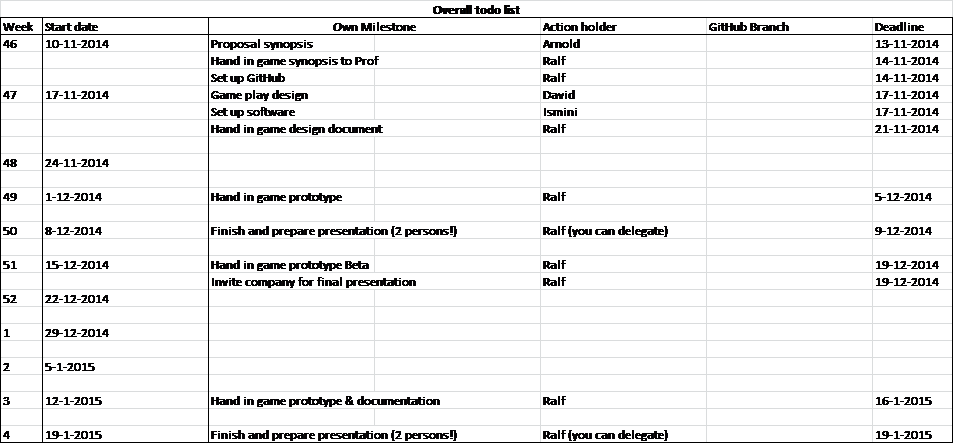 Overall todo list
Week Start date Own Milestone Action holder GitHub Branch Deadline
46 10-11-2014 Proposal synopsis Arnold 13-11-2014
Hand in game synopsis to Prof Ralf 14-11-2014
Set up GitHub Ralf 14-11-2014
47 17-11-2014 Game play design David 17-11-2014
Set up software Ismini 17-11-2014
Hand in game design document Ralf 21-11-2014
48 24-11-2014
49 1-12-2014 Hand in game prototype Ralf 5-12-2014
50 8-12-2014 Finish and prepare presentation (2 persons!) Ralf (you can delegate) 9-12-2014
51 15-12-2014 Hand in game prototype Beta Ralf 19-12-2014
Invite company for final presentation Ralf 19-12-2014
52 22-12-2014
1 29-12-2014
2 5-1-2015
3 12-1-2015 Hand in game prototype & documentation Ralf 16-1-2015
4 19-1-2015 Finish and prepare presentation (2 persons!) Ralf (you can delegate) 19-1-2015